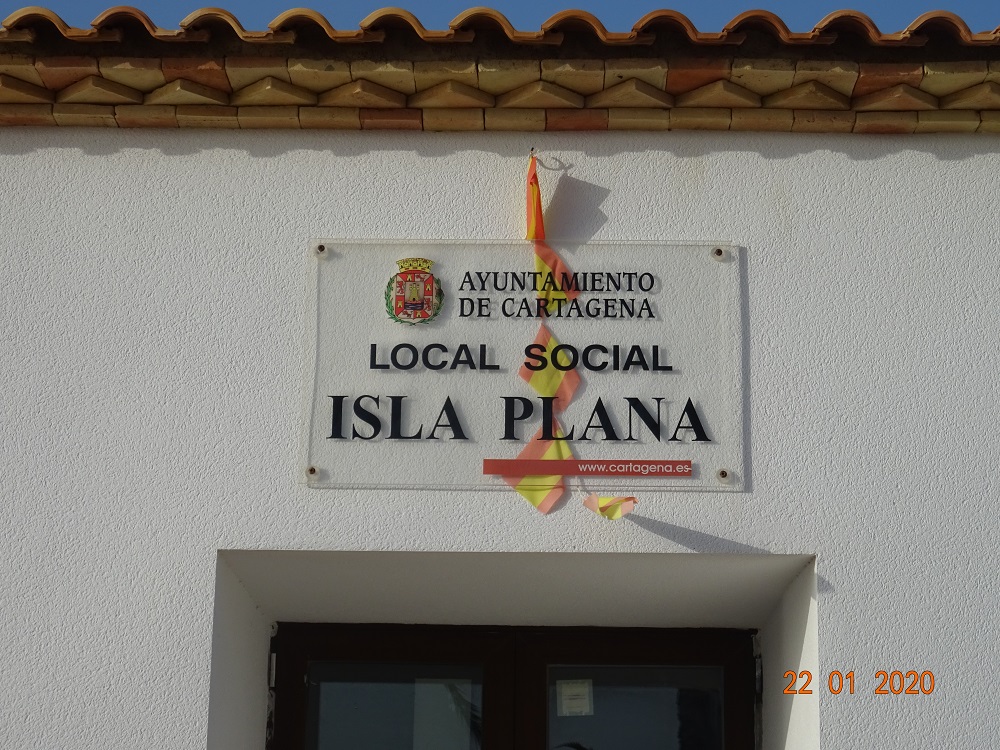 AYUNTAMIENTO
DE CARTAGENA
LOCAL SOCIAL
ISLA PLANA
www.cartagena.es
22 01 2020